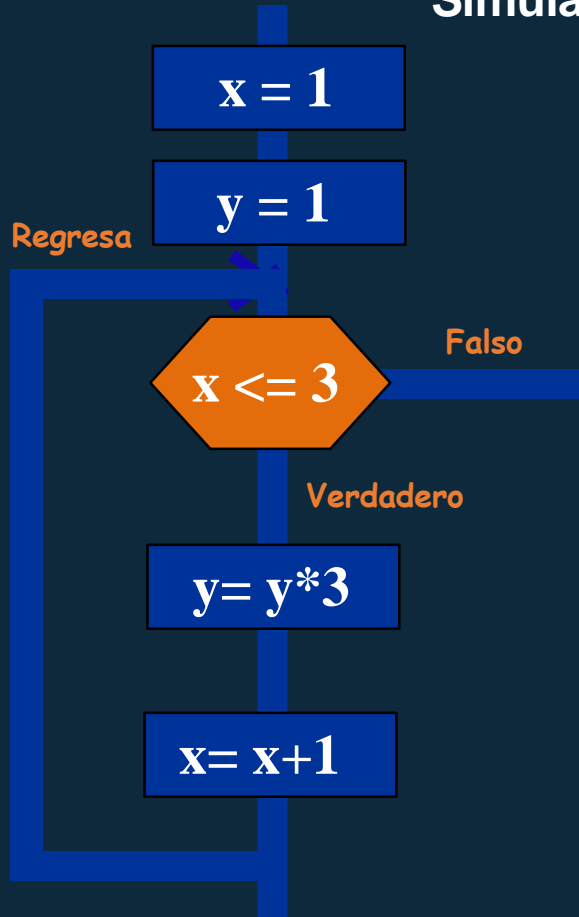 x = 1
y = 1
Regresa
x <= 3
Falso
Verdadero
y= y*3
x= x+1